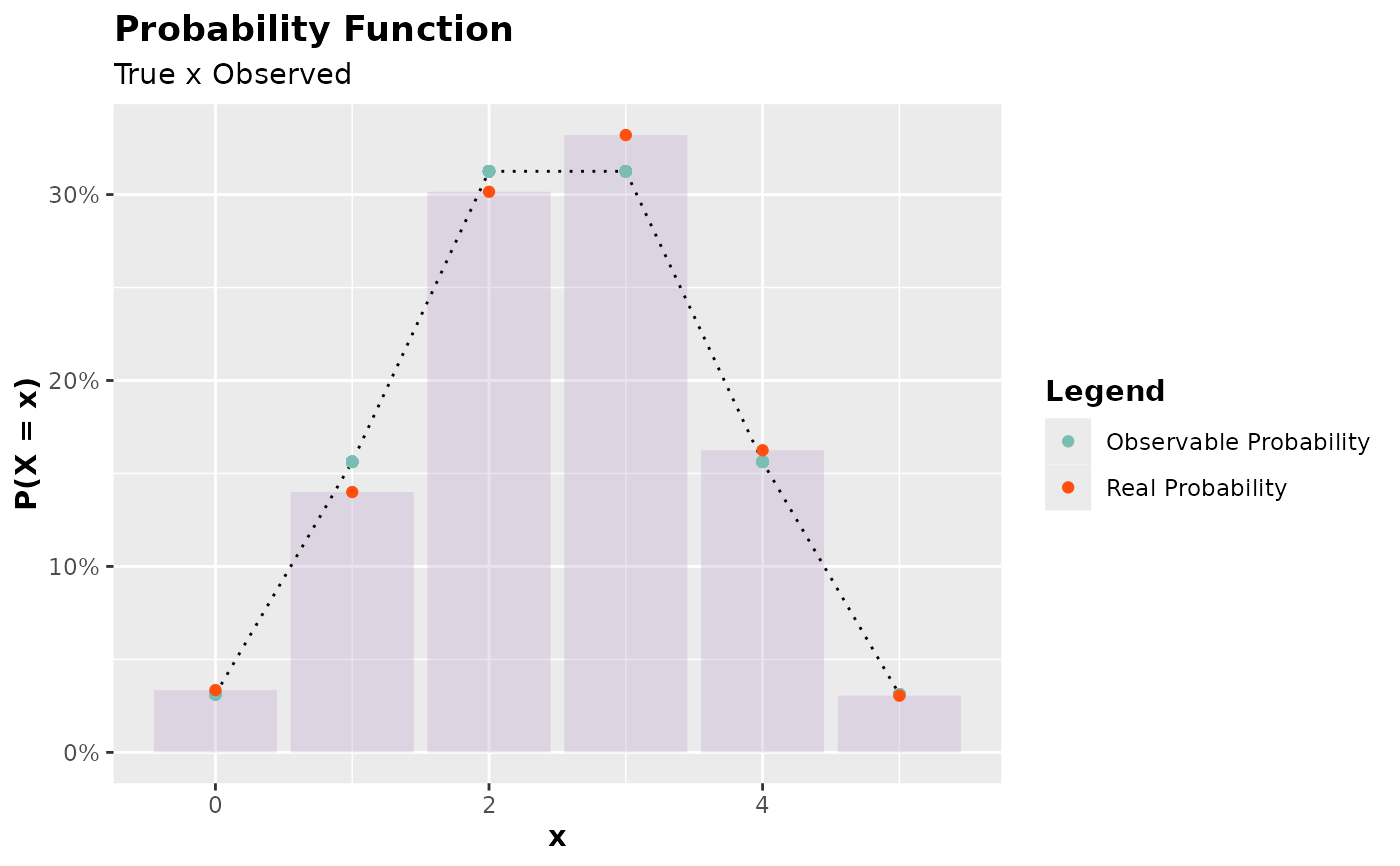 Probability Function
True x Observed
P(X = x)
30%
20%
10%
0%
0
2
4
x
Legend
Observable Probability
Real Probability